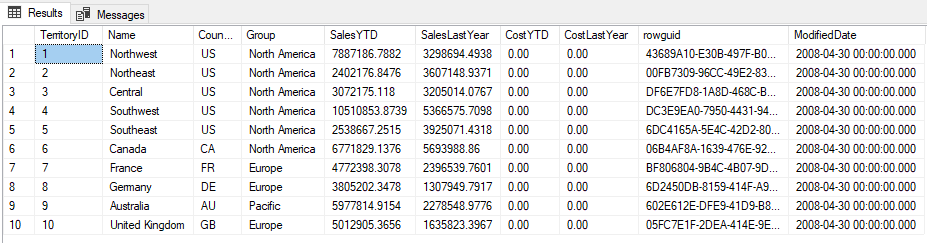 Results Messages
TerritoryID Name Coun... Group SalesYTD SalesLastYear CostYTD CostLastYear rowguid ModifiedDate
1 1 Northwest US North America 7887186.7882 3298694.4938 0.00 0.00 43689A10-E30B-497F-B0... 2008-04-30 00:00:00.000
2 2 Northeast US North America 2402176.8476 3607148.9371 0.00 0.00 00FB7309-96CC-49E2-83... 2008-04-30 00:00:00.000
3 3 Central US North America 3072175.118 3205014.0767 0.00 0.00 DF6E7FD8-1A8D-468C-B... 2008-04-30 00:00:00.000
4 4 Southwest US North America 10510853.8739 5366575.7098 0.00 0.00 DC3E9EA0-7950-4431-94... 2008-04-30 00:00:00.000
5 5 Southeast US North America 2538667.2515 3925071.4318 0.00 0.00 6DC4165A-5E4C-42D2-80... 2008-04-30 00:00:00.000
6 6 Canada CA North America 6771829.1376 5693988.86 0.00 0.00 06B4AF8A-1639-476E-92... 2008-04-30 00:00:00.000
7 7 France FR Europe 4772398.3078 2396539.7601 0.00 0.00 BF806804-9B4C-4B07-9D... 2008-04-30 00:00:00.000
8 8 Germany DE Europe 3805202.3478 1307949.7917 0.00 0.00 6D2450DB-8159-414F-A9... 2008-04-30 00:00:00.000
9 9 Australia AU Pacific 5977814.9154 2278548.9776 0.00 0.00 602E612E-DFE9-41D9-B8... 2008-04-30 00:00:00.000
10 10 United Kingdom GB Europe 5012905.3656 1635823.3967 0.00 0.00 05FC7E1F-2DEA-414E-9E... 2008-04-30 00:00:00.000